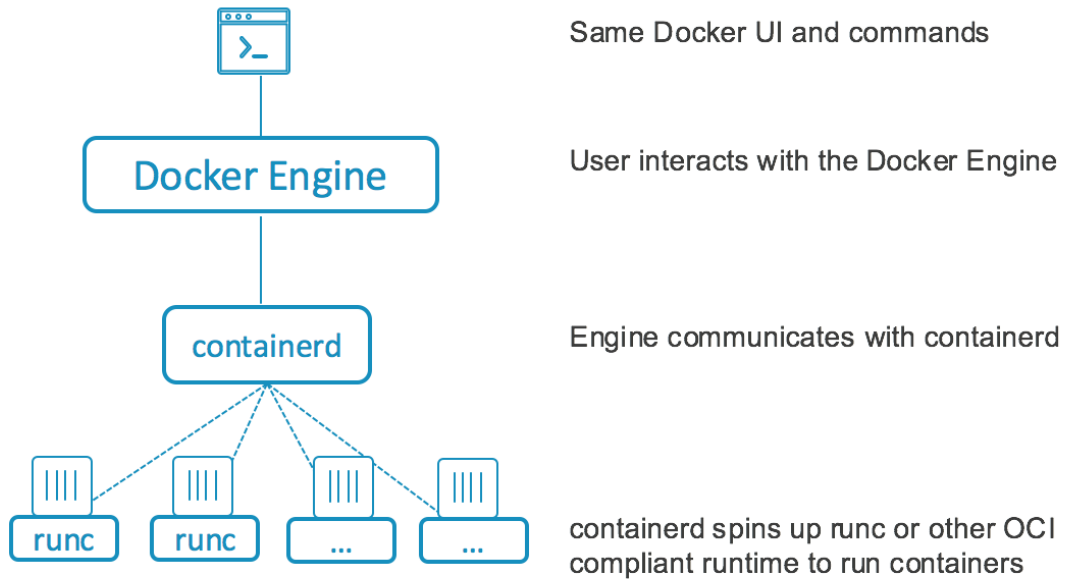 Same Docker UI and commands
Docker Engine
User interacts with the Docker Engine
containerd
Engine communicates with containerd
runc
runc
...
...
containerd spins up runc or other OCI
compliant runtime to run containers